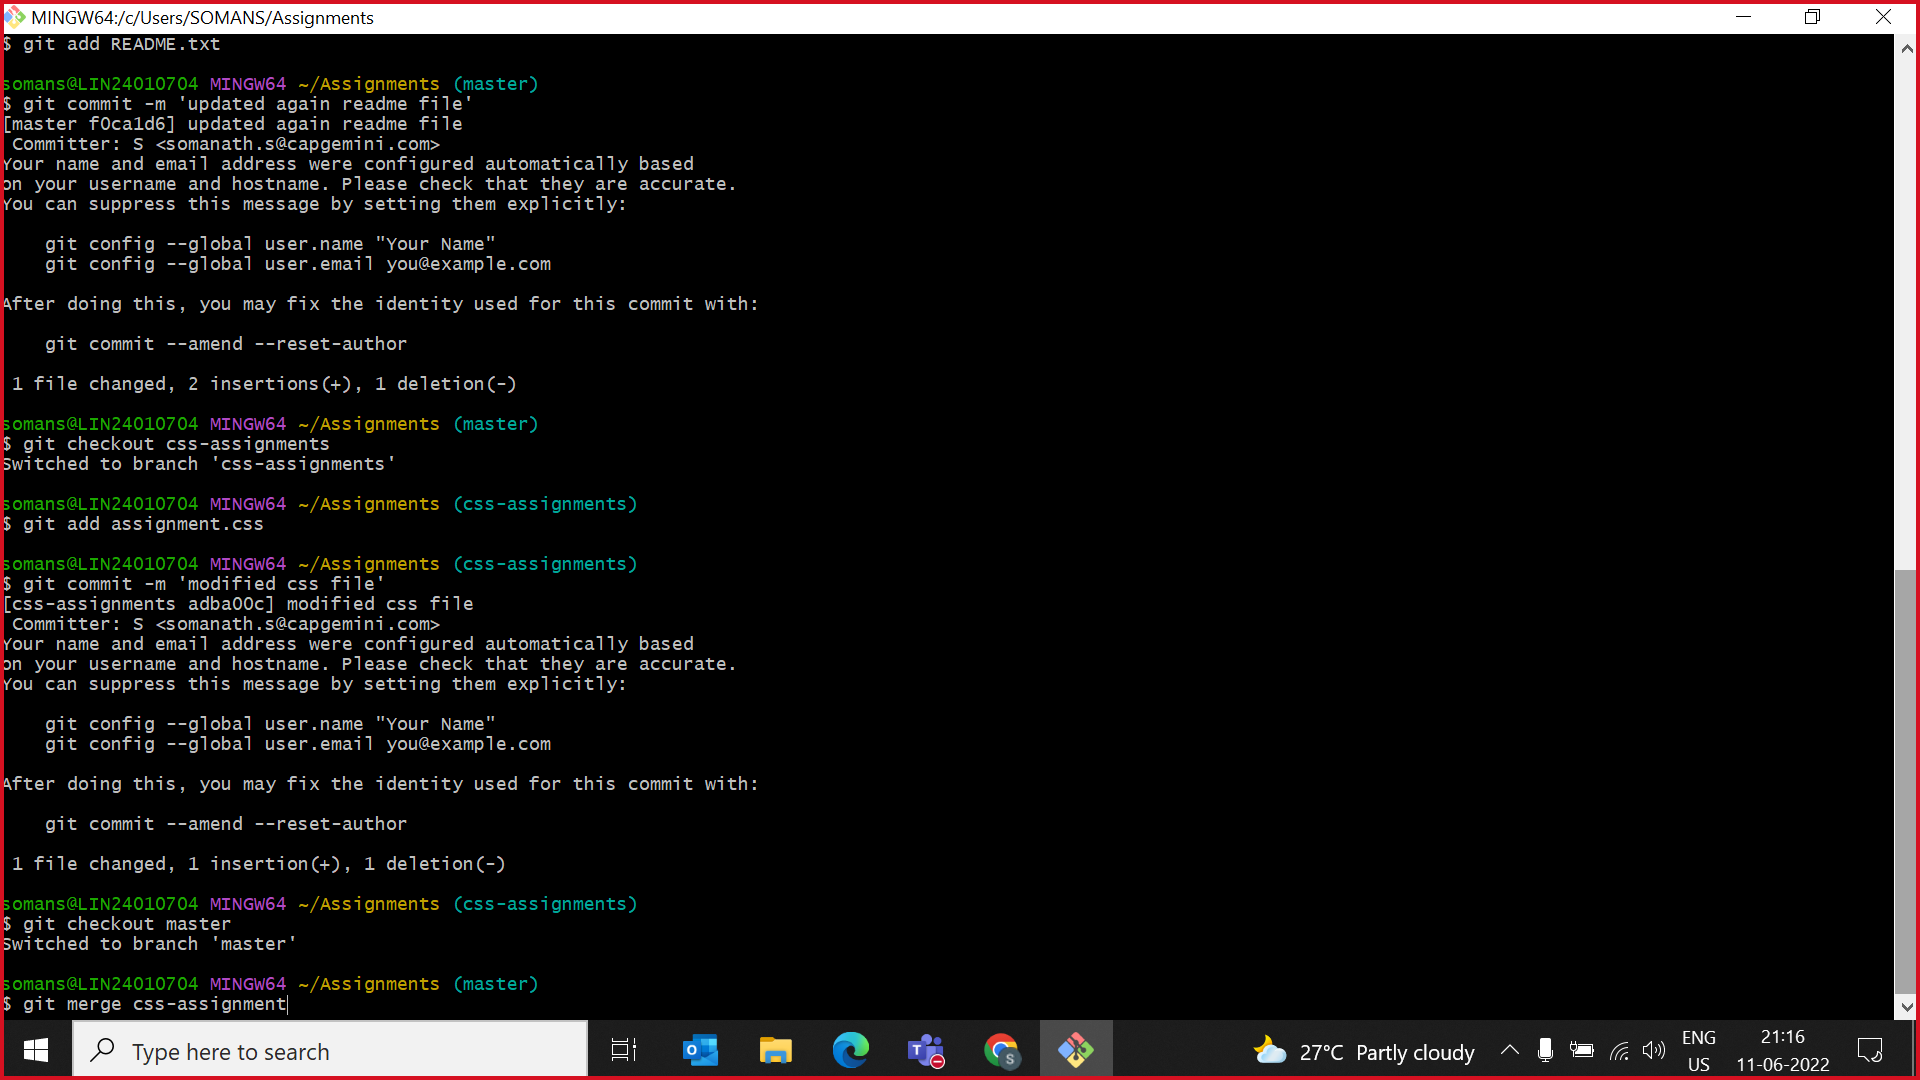 MINGW64:/c/Users/SOMANS/Assignments
$ git add README.txt
somans@LIN24010704 MINGW64 ~/Assignments (master)
$ git commit -m 'updated again readme file'
[master f0ca1d6] updated again readme file
Committer: S <somanath.s@capgemini.com>
Your name and email address were configured automatically based
on your username and hostname. Please check that they are accurate.
You can suppress this message by setting them explicitly:
git config --global user.name "Your Name"
git config --global user.email you@example.com
After doing this, you may fix the identity used for this commit with:
git commit --amend --reset-author
1 file changed, 2 insertions(+), 1 deletion(-)
somans@LIN24010704 MINGW64 ~/Assignments (master)
$ git checkout css-assignments
Switched to branch 'css-assignments'
somans@LIN24010704 MINGW64 ~/Assignments (css-assignments)
$ git add assignment.css
somans@LIN24010704 MINGW64 ~/Assignments (css-assignments)
$ git commit -m 'modified css file'
[css-assignments adba00c] modified css file
Committer: S <somanath.s@capgemini.com>
Your name and email address were configured automatically based
on your username and hostname. Please check that they are accurate.
You can suppress this message by setting them explicitly:
git config --global user.name "Your Name"
git config --global user.email you@example.com
After doing this, you may fix the identity used for this commit with:
git commit --amend --reset-author
1 file changed, 1 insertion(+), 1 deletion(-)
somans@LIN24010704 MINGW64 ~/Assignments (css-assignments)
$ git checkout master
Switched to branch 'master'
somans@LIN24010704 MINGW64 ~/Assignments (master)
$ git merge css-assignment
Type here to search
27°C Partly cloudy
ENG
US
21:16
11-06-2022